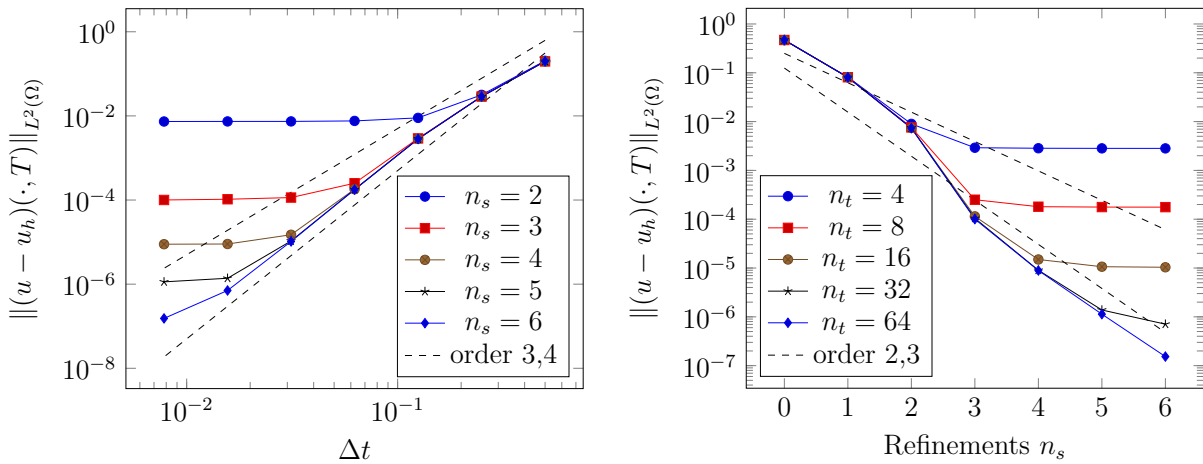 10^0
10^{-2}
10^{-4}
10^{-6}
10^{-8}
‖(u − u_h)(·, T)‖_{L^2(Ω)}
n_s = 2
n_s = 3
n_s = 4
n_s = 5
n_s = 6
order 3,4
10^{-2} 10^{-1}
Δt
10^0
10^{-1}
10^{-2}
10^{-3}
10^{-4}
10^{-5}
10^{-6}
10^{-7}
‖(u − u_h)(·, T)‖_{L^2(Ω)}
n_t = 4
n_t = 8
n_t = 16
n_t = 32
n_t = 64
order 2,3
0 1 2 3 4 5 6
Refinements n_s